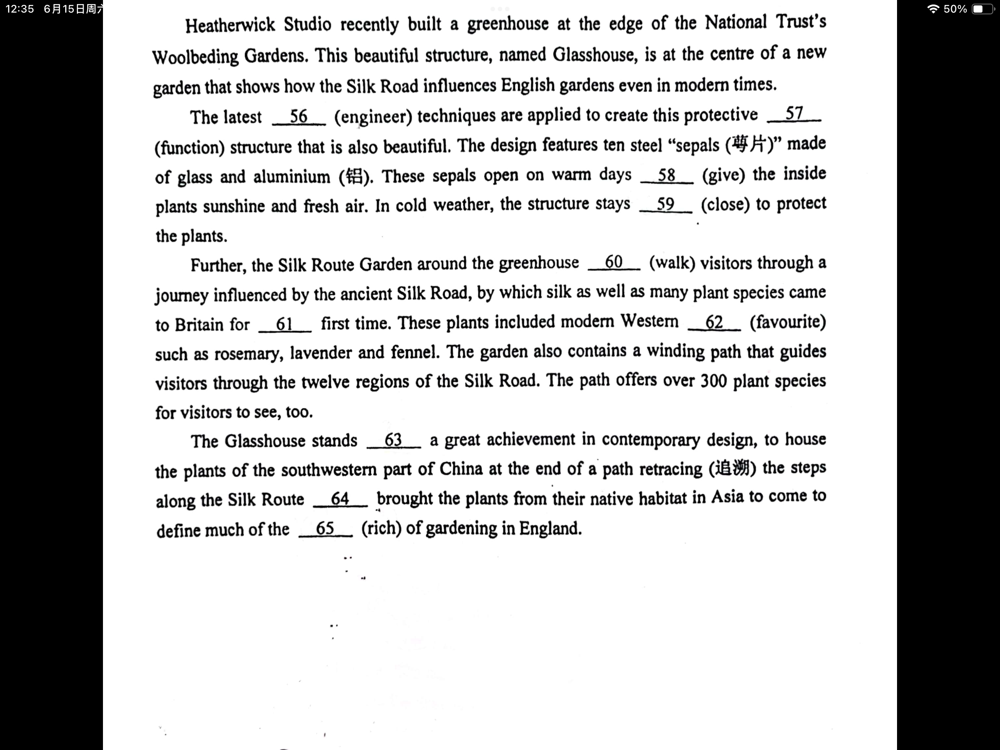 12:35 6月15日周六
50%
Heatherwick Studio recently built a greenhouse at the edge of the National Trust's
Woolbeding Gardens. This beautiful structure, named Glasshouse, is at the centre of a new
garden that shows how the Silk Road influences English gardens even in modern times.
The latest 56 (engineer) techniques are applied to create this protective 57
(function) structure that is also beautiful. The design features ten steel “sepals (萼片)” made
of glass and aluminium (铝). These sepals open on warm days 58 (give) the inside
plants sunshine and fresh air. In cold weather, the structure stays 59 (close) to protect
the plants.
Further, the Silk Route Garden around the greenhouse 60 (walk) visitors through a
journey influenced by the ancient Silk Road, by which silk as well as many plant species came
to Britain for 61 first time. These plants included modern Western 62 (favourite)
such as rosemary, lavender and fennel. The garden also contains a winding path that guides
visitors through the twelve regions of the Silk Road. The path offers over 300 plant species
for visitors to see, too.
The Glasshouse stands 63 a great achievement in contemporary design, to house
the plants of the southwestern part of China at the end of a path retracing (追溯) the steps
along the Silk Route 64 brought the plants from their native habitat in Asia to come to
define much of the 65 (rich) of gardening in England.